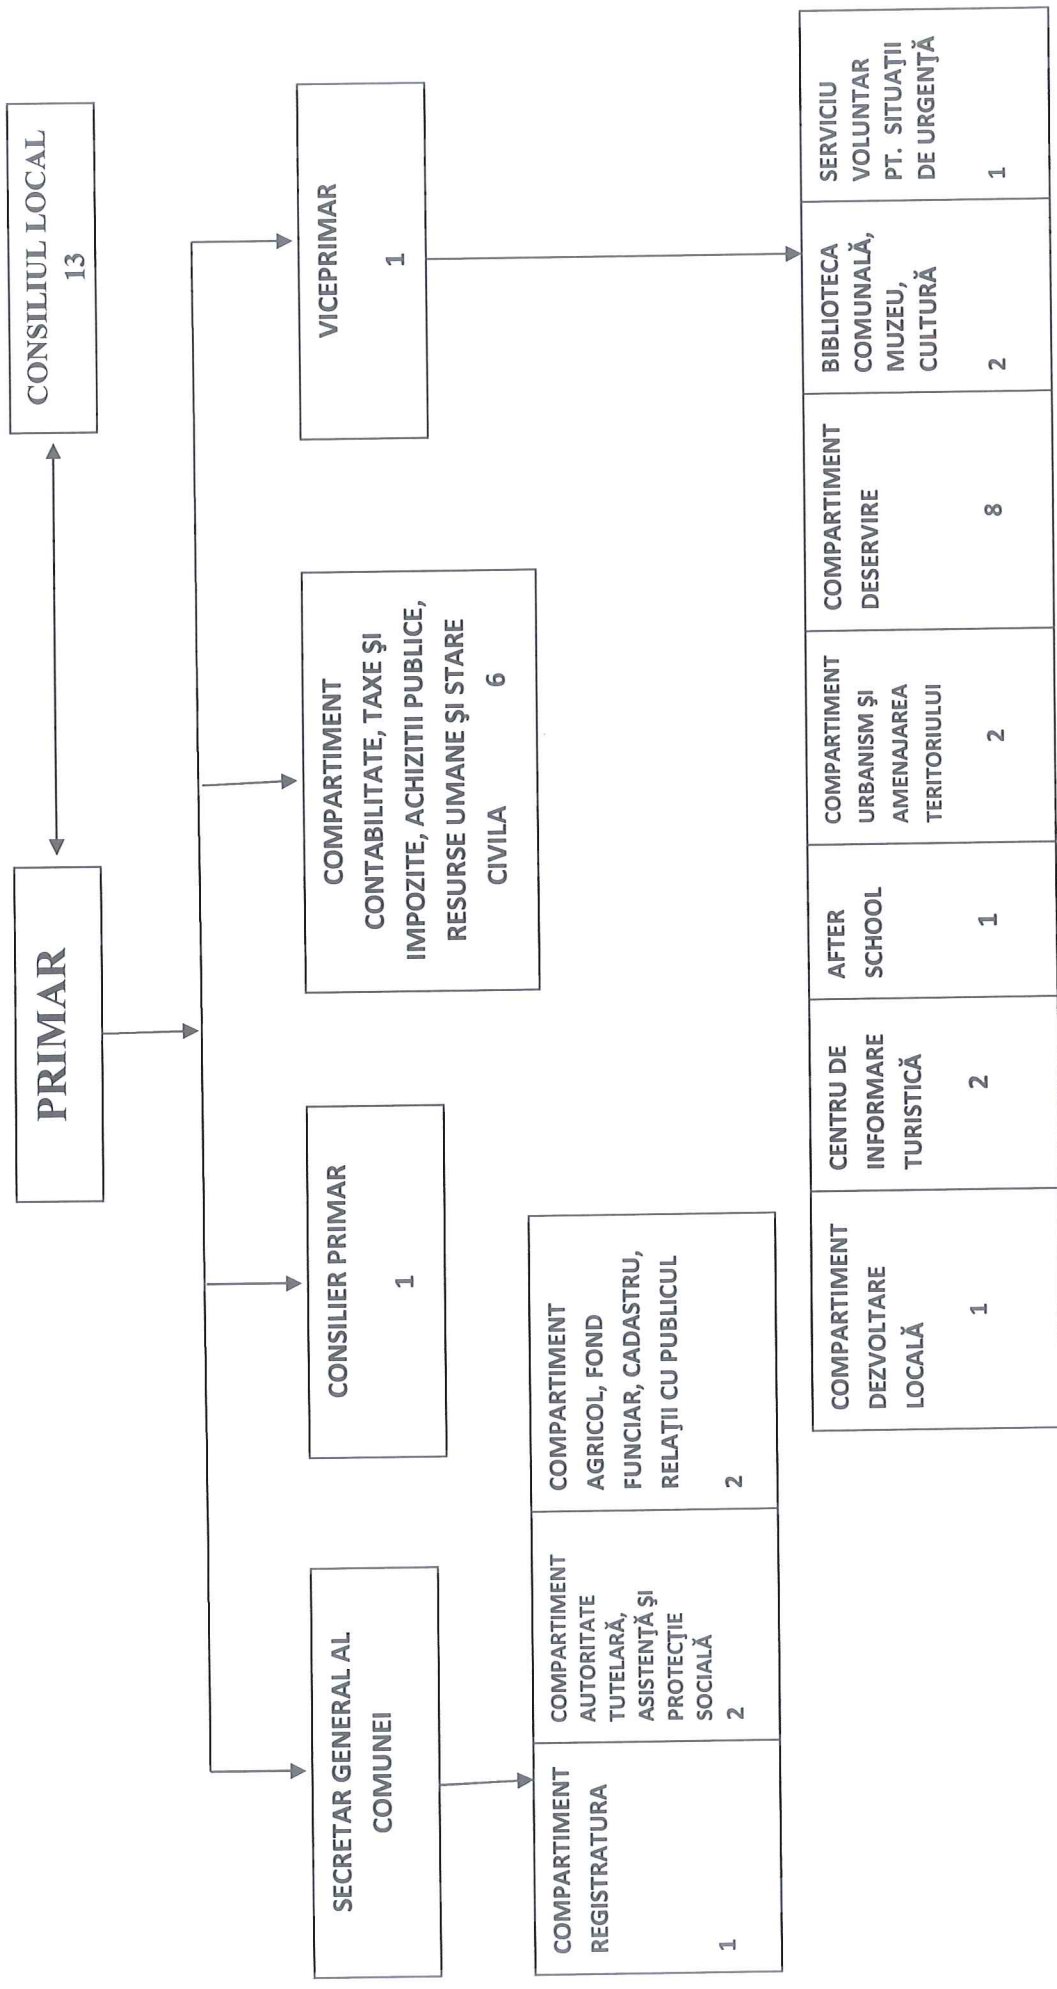 PRIMAR
CONSILIUL LOCAL
13
SECRETAR GENERAL AL
COMUNEI
CONSILIER PRIMAR
1
COMPARTIMENT
CONTABILITATE, TAXE ŞI
IMPOZITE, ACHIZITII PUBLICE,
RESURSE UMANE ŞI STARE
CIVILA 6
VICEPRIMAR
1
COMPARTIMENT
REGISTRATURA
1
COMPARTIMENT
AUTORITATE
TUTELARĂ,
ASISTENŢĂ ŞI
PROTECŢIE
SOCIALĂ
2
COMPARTIMENT
AGRICOL, FOND
FUNCIAR, CADASTRU,
RELAŢII CU PUBLICUL
2
COMPARTIMENT
DEZVOLTARE
LOCALĂ
1
CENTRU DE
INFORMARE
TURISTICĂ
2
AFTER
SCHOOL
1
COMPARTIMENT
URBANISM ŞI
AMENAJAREA
TERITORIULUI
2
COMPARTIMENT
DESERVIRE
8
BIBLIOTECA
COMUNALĂ,
MUZEU,
CULTURĂ
2
SERVICIU
VOLUNTAR
PT. SITUAŢII
DE URGENŢĂ
1